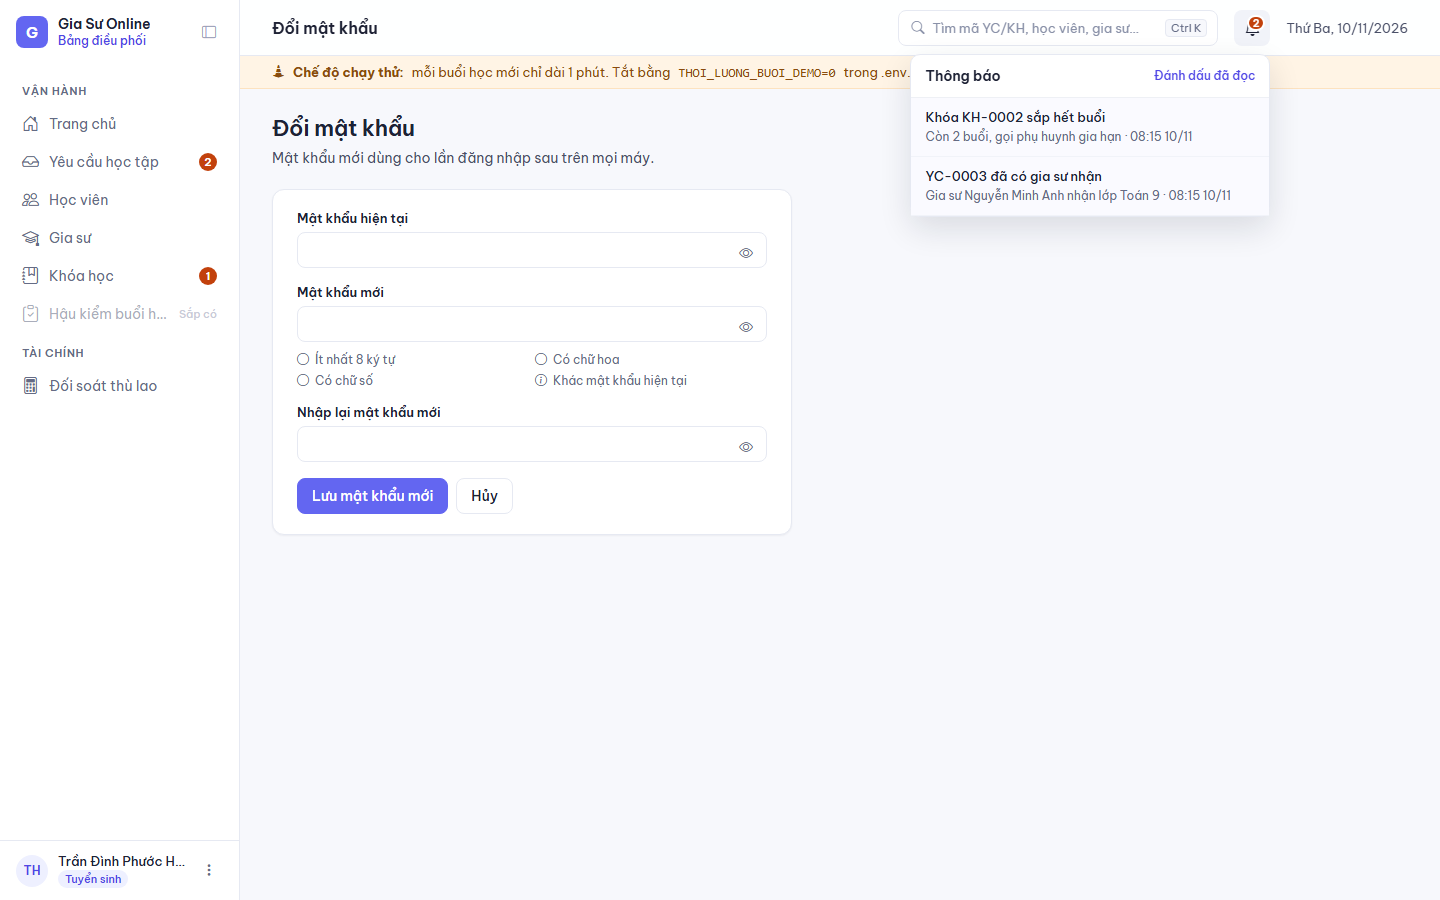 G
Gia Sư Online
Bảng điều phối
VẬN HÀNH
Trang chủ
Yêu cầu học tập 2
Học viên
Gia sư
Khóa học 1
Hậu kiểm buổi h... Sắp có
TÀI CHÍNH
Đối soát thù lao
TH
Trần Đình Phước H...
Tuyển sinh
Đổi mật khẩu
Tìm mã YC/KH, học viên, gia sư... Ctrl K
2
Thứ Ba, 10/11/2026
Chế độ chạy thử: mỗi buổi học mới chỉ dài 1 phút. Tắt bằng THOI_LUONG_BUOI_DEMO=0 trong .env.
Thông báo Đánh dấu đã đọc
Khóa KH-0002 sắp hết buổi
Còn 2 buổi, gọi phụ huynh gia hạn · 08:15 10/11
YC-0003 đã có gia sư nhận
Gia sư Nguyễn Minh Anh nhận lớp Toán 9 · 08:15 10/11
Đổi mật khẩu
Mật khẩu mới dùng cho lần đăng nhập sau trên mọi máy.
Mật khẩu hiện tại
Mật khẩu mới
Ít nhất 8 ký tự Có chữ hoa
Có chữ số Khác mật khẩu hiện tại
Nhập lại mật khẩu mới
Lưu mật khẩu mới Hủy